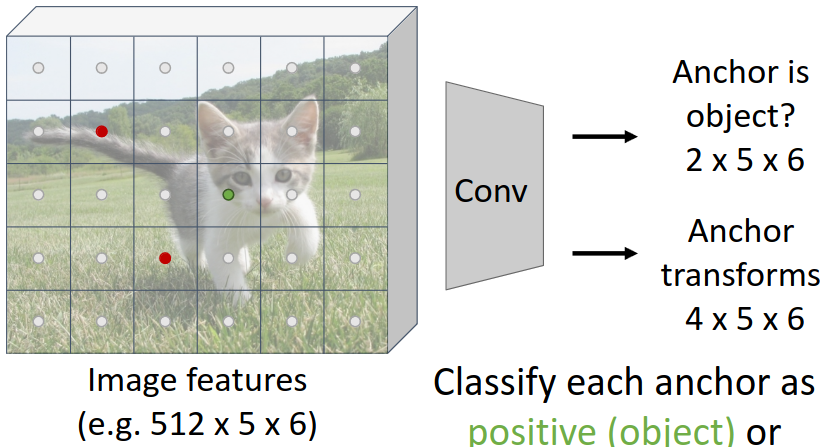 Conv
Anchor is
object?
2 x 5 x 6
Anchor
transforms
4 x 5 x 6
Image features
(e.g. 512 x 5 x 6)
Classify each anchor as
positive (object) or